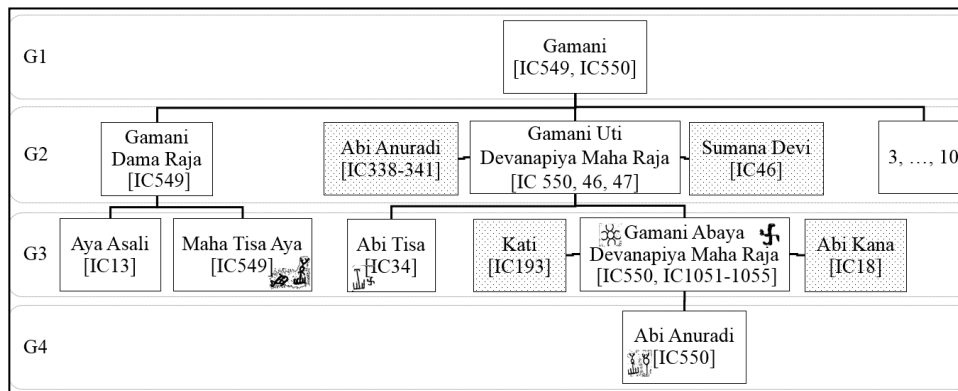 G1
Gamani
[IC549, IC550]
G2
Gamani
Dama Raja
[IC549]
Abi Anuradi
[IC338-341]
Gamani Uti
Devanapiya Maha Raja
[IC 550, 46, 47]
Sumana Devi
[IC46]
3, …, 10
G3
Aya Asali
[IC13]
Maha Tisa Aya
[IC549]
Abi Tisa
[IC34]
Kati
[IC193]
Gamani Abaya
Devanapiya Maha Raja
[IC550, IC1051-1055]
Abi Kana
[IC18]
G4
Abi Anuradi
[IC550]